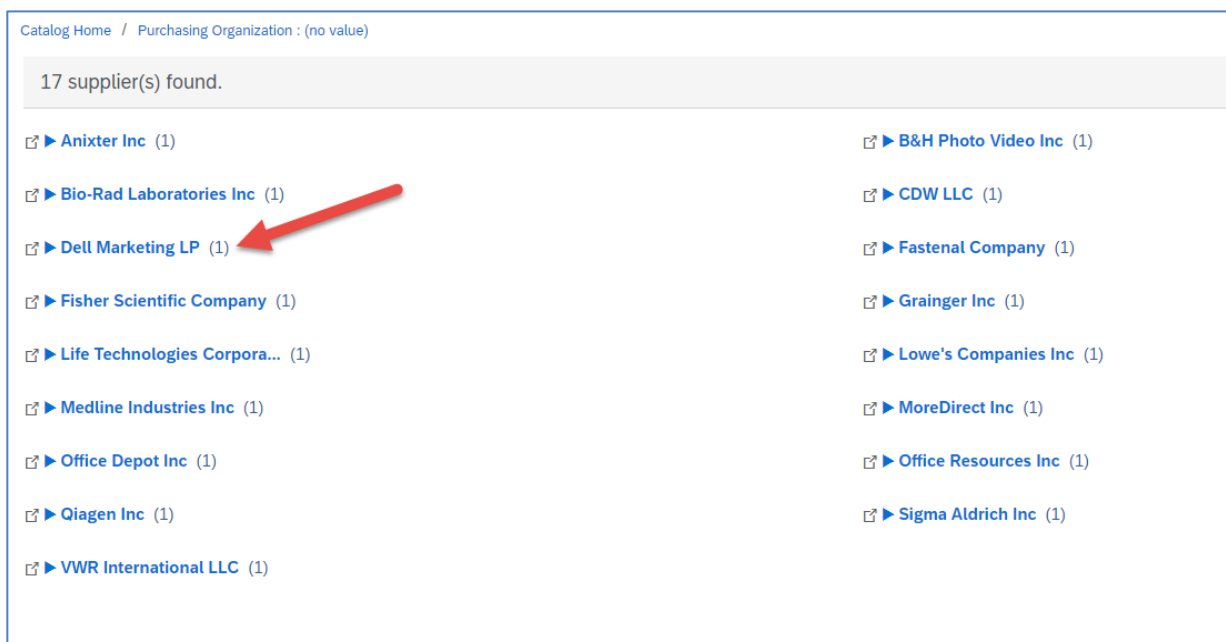 Catalog Home / Purchasing Organization : (no value)
17 supplier(s) found.
Anixter Inc (1)
B&H Photo Video Inc (1)
Bio-Rad Laboratories Inc (1)
CDW LLC (1)
Dell Marketing LP (1)
Fastenal Company (1)
Fisher Scientific Company (1)
Grainger Inc (1)
Life Technologies Corpora... (1)
Lowe's Companies Inc (1)
Medline Industries Inc (1)
MoreDirect Inc (1)
Office Depot Inc (1)
Office Resources Inc (1)
Qiagen Inc (1)
Sigma Aldrich Inc (1)
VWR International LLC (1)